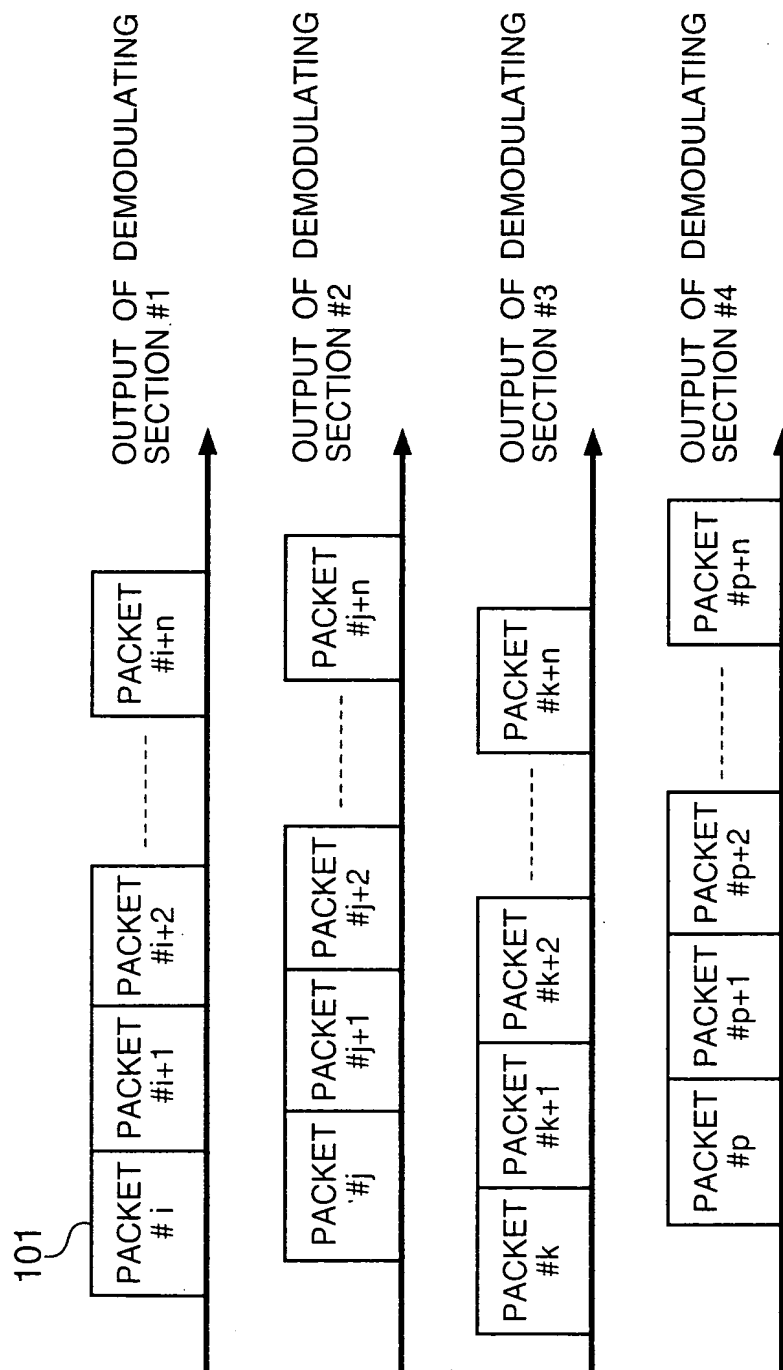 101
PACKET
# i
PACKET
#i+1
PACKET
#i+2
PACKET
#i+n
OUTPUT OF DEMODULATING
SECTION #1
PACKET
#j
PACKET
#j+1
PACKET
#j+2
PACKET
#j+n
OUTPUT OF DEMODULATING
SECTION #2
PACKET
#k
PACKET
#k+1
PACKET
#k+2
PACKET
#k+n
OUTPUT OF DEMODULATING
SECTION #3
PACKET
#p
PACKET
#p+1
PACKET
#p+2
PACKET
#p+n
OUTPUT OF DEMODULATING
SECTION #4